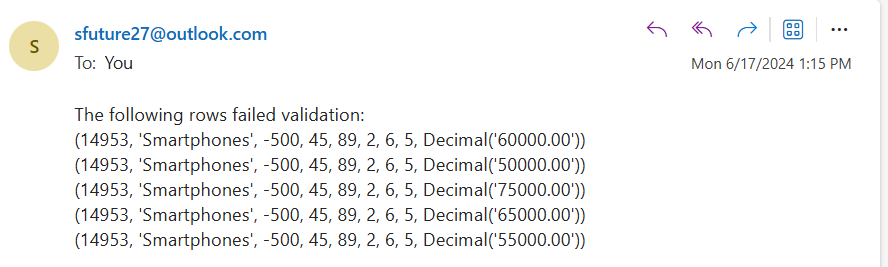 S
sfuture27@outlook.com
To: You
Mon 6/17/2024 1:15 PM
The following rows failed validation:
(14953, 'Smartphones', -500, 45, 89, 2, 6, 5, Decimal('60000.00'))
(14953, 'Smartphones', -500, 45, 89, 2, 6, 5, Decimal('50000.00'))
(14953, 'Smartphones', -500, 45, 89, 2, 6, 5, Decimal('75000.00'))
(14953, 'Smartphones', -500, 45, 89, 2, 6, 5, Decimal('65000.00'))
(14953, 'Smartphones', -500, 45, 89, 2, 6, 5, Decimal('55000.00'))